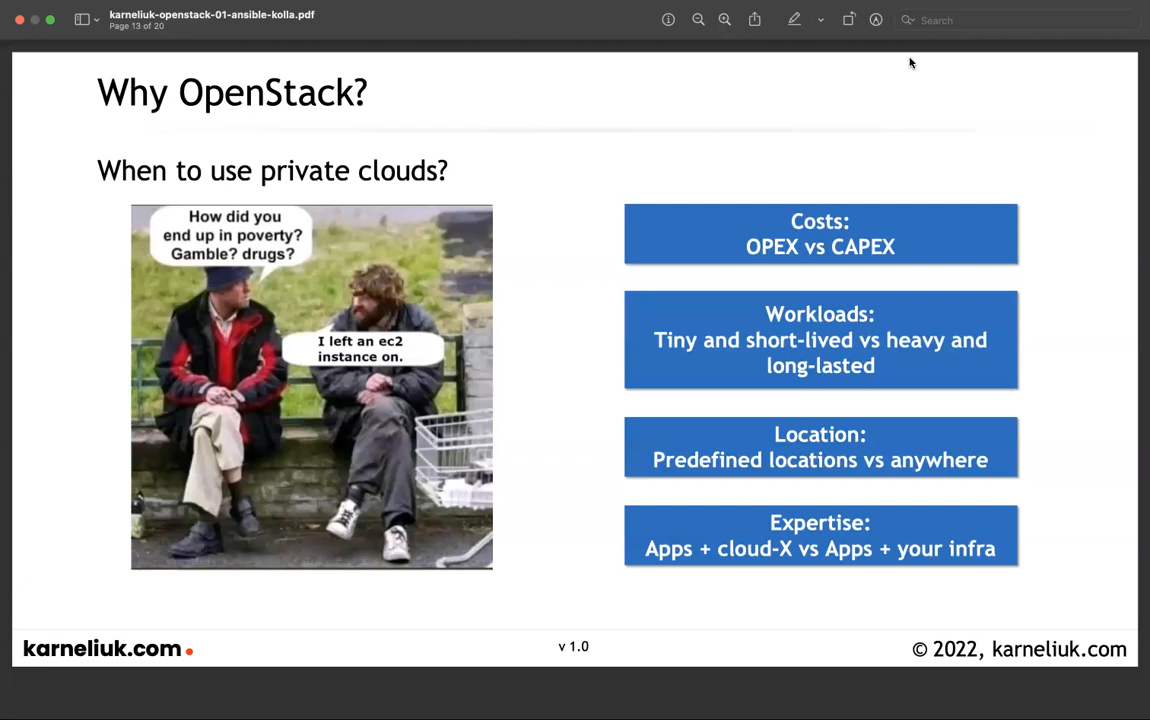 karneliuk-openstack-01-ansible-kolla.pdf
Page 13 of 20
Search
Why OpenStack?
When to use private clouds?
How did you
end up in poverty?
Gamble? drugs?
I left an ec2
instance on.
Costs:
OPEX vs CAPEX
Workloads:
Tiny and short-lived vs heavy and
long-lasted
Location:
Predefined locations vs anywhere
Expertise:
Apps + cloud-X vs Apps + your infra
karneliuk.com
v 1.0
© 2022, karneliuk.com